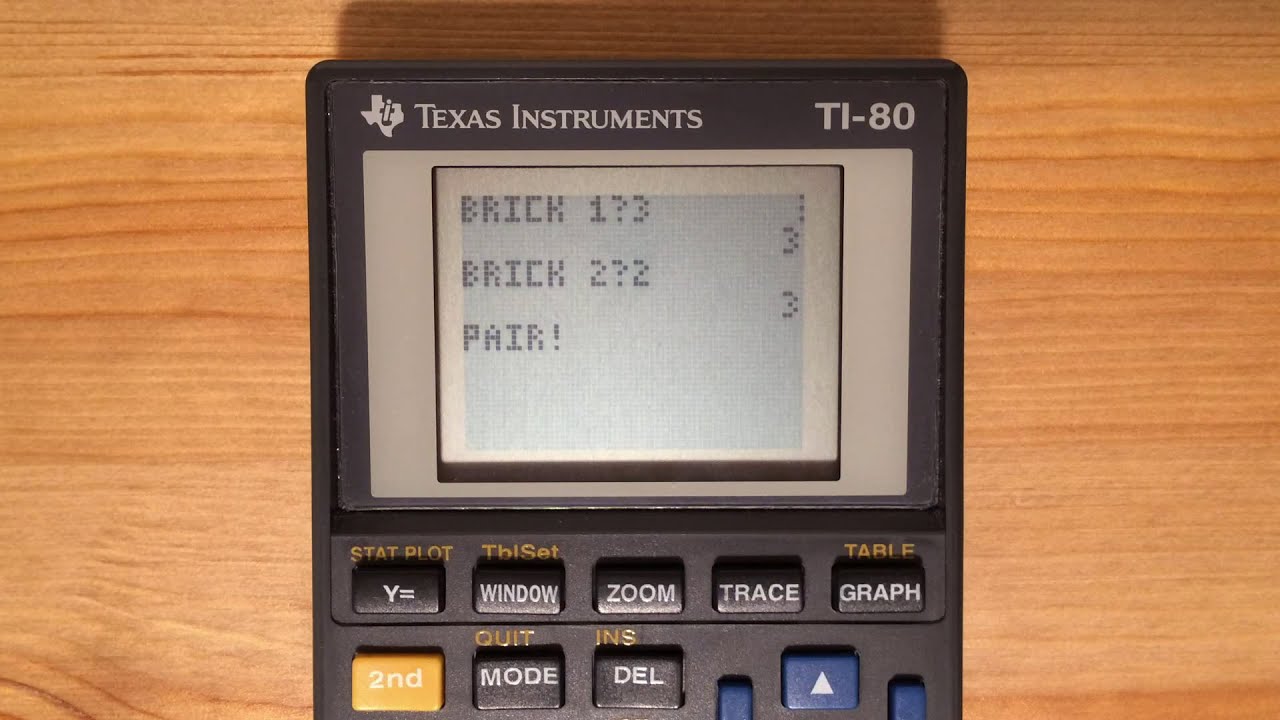 TEXAS INSTRUMENTS TI-80
BRICK 1?3
3
BRICK 2?2
3
PAIR!
STAT PLOT TblSet TABLE
Y= WINDOW ZOOM TRACE GRAPH
QUIT INS
2nd MODE DEL